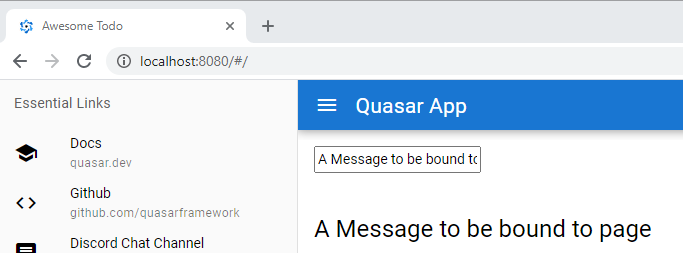 Awesome Todo
localhost:8080/#/
Essential Links
Quasar App
Docs
quasar.dev
A Message to be bound to
Github
github.com/quasarframework
A Message to be bound to page
Discord Chat Channel